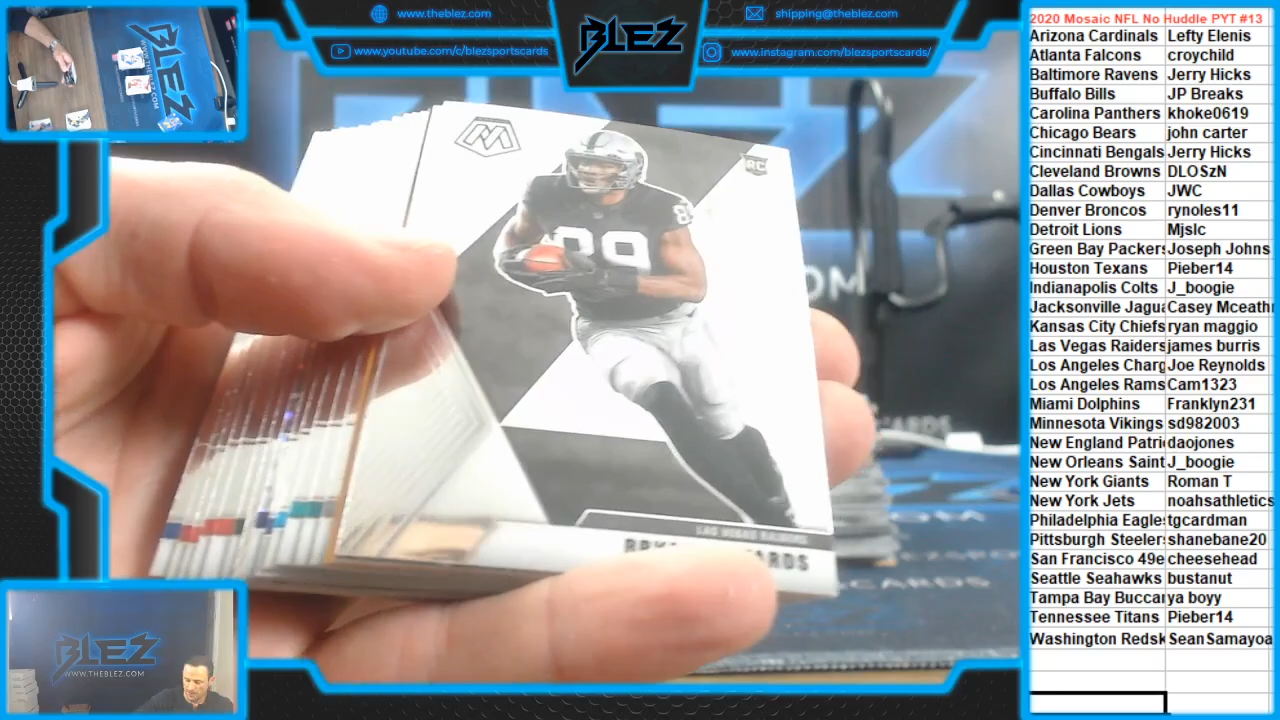 www.theblez.com
www.youtube.com/c/blezsportscards
BLEZ
shipping@theblez.com
www.instagram.com/blezsportscards/
BLEZ
RC
89
89
LAS VEGAS RAIDERS
OM
BLEZ
WWW.THEBLEZ.COM
2020 Mosaic NFL No Huddle PYT #13
Arizona Cardinals Lefty Elenis
Atlanta Falcons croychild
Baltimore Ravens Jerry Hicks
Buffalo Bills JP Breaks
Carolina Panthers khoke0619
Chicago Bears john carter
Cincinnati Bengals Jerry Hicks
Cleveland Browns DLOSzN
Dallas Cowboys JWC
Denver Broncos rynoles11
Detroit Lions Mjslc
Green Bay Packers Joseph Johns
Houston Texans Pieber14
Indianapolis Colts J_boogie
Jacksonville Jagua Casey Mceath
Kansas City Chiefs ryan maggio
Las Vegas Raiders james burris
Los Angeles Charg Joe Reynolds
Los Angeles Rams Cam1323
Miami Dolphins Franklyn231
Minnesota Vikings sd982003
New England Patri daojones
New Orleans Saint J_boogie
New York Giants Roman T
New York Jets noahsathletics
Philadelphia Eagles tgcardman
Pittsburgh Steelers shanebane20
San Francisco 49e cheesehead
Seattle Seahawks bustanut
Tampa Bay Buccan ya boyy
Tennessee Titans Pieber14
Washington Redsk SeanSamayoa